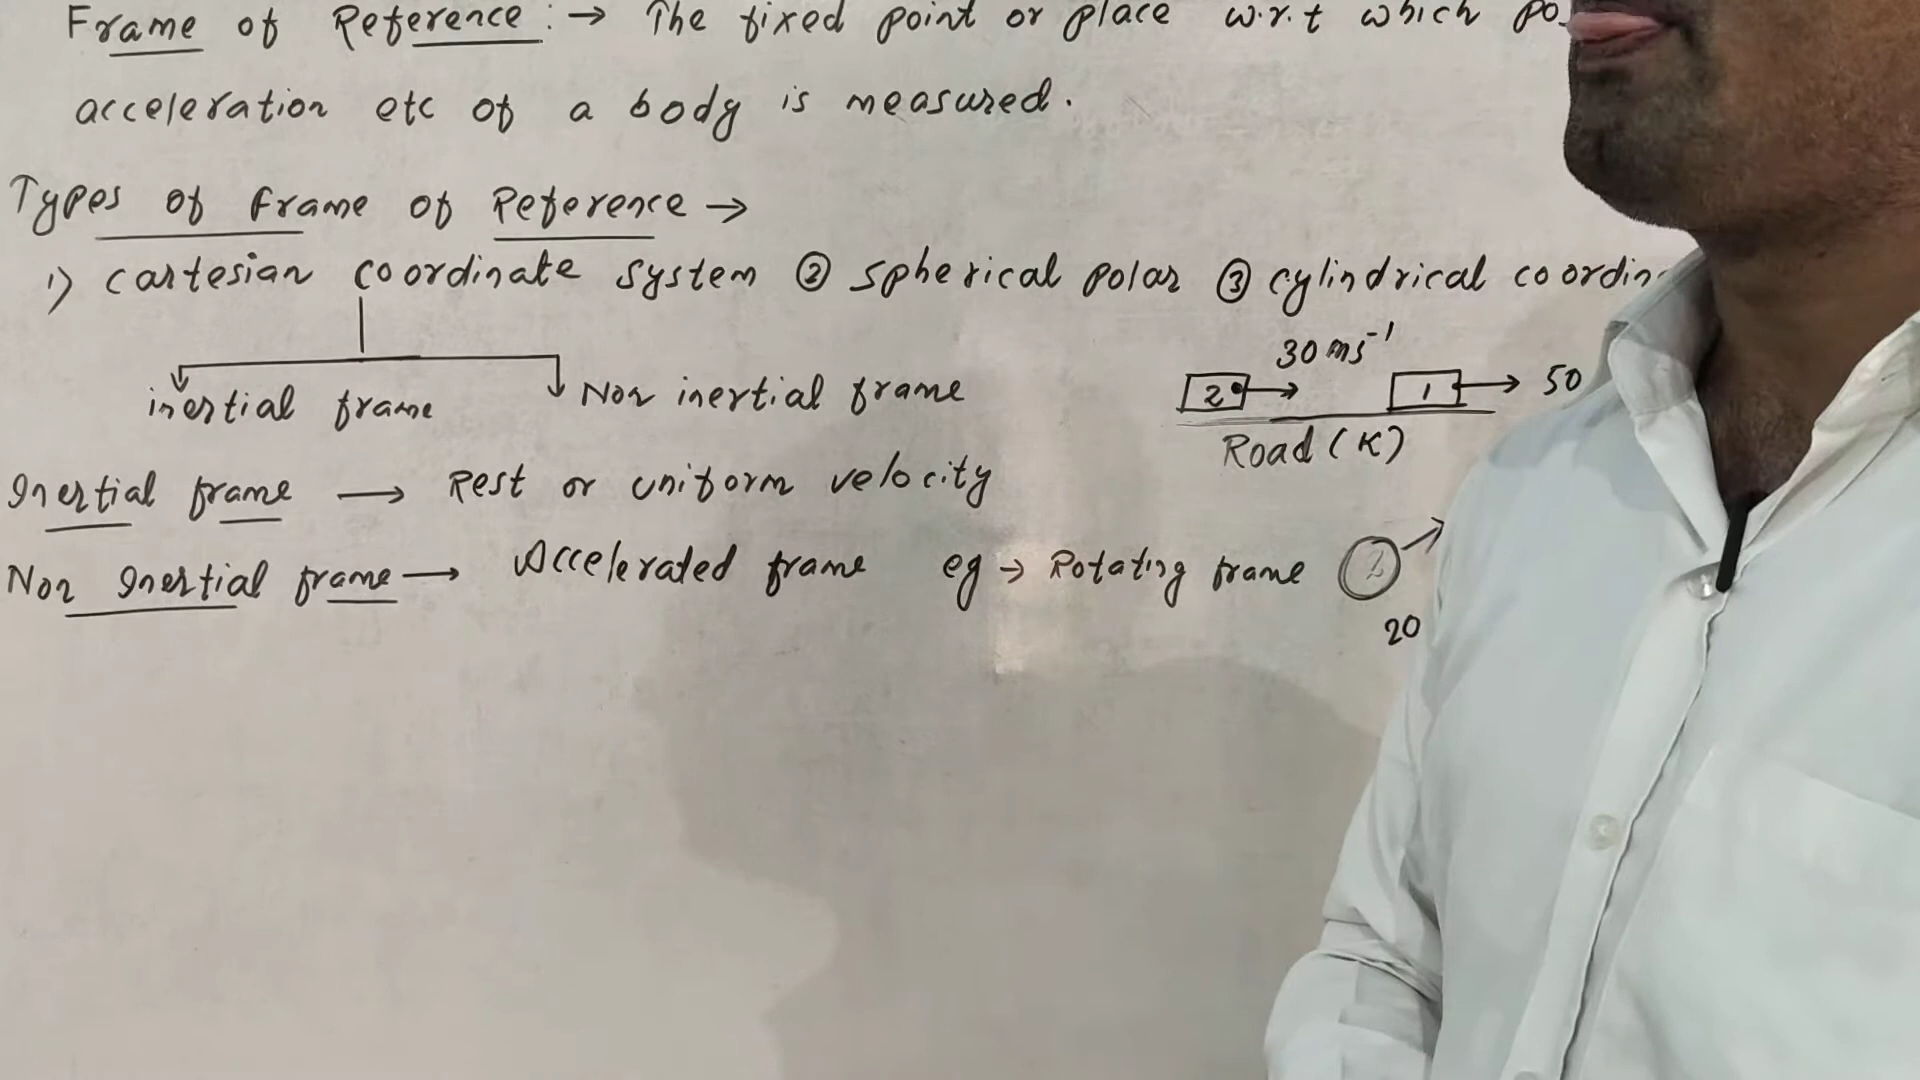 Frame of Reference :→ The fixed point or place w.r.t which
acceleration etc of a body is measured.
Types of Frame of Reference →
1) Cartesian coordinate system ② Spherical polar ③ cylindrical
30 ms⁻¹
2 1 50
inertial frame Non inertial frame
Road (K)
Inertial frame → Rest or uniform velocity
Non Inertial frame → Accelerated frame eg → Rotating frame
20